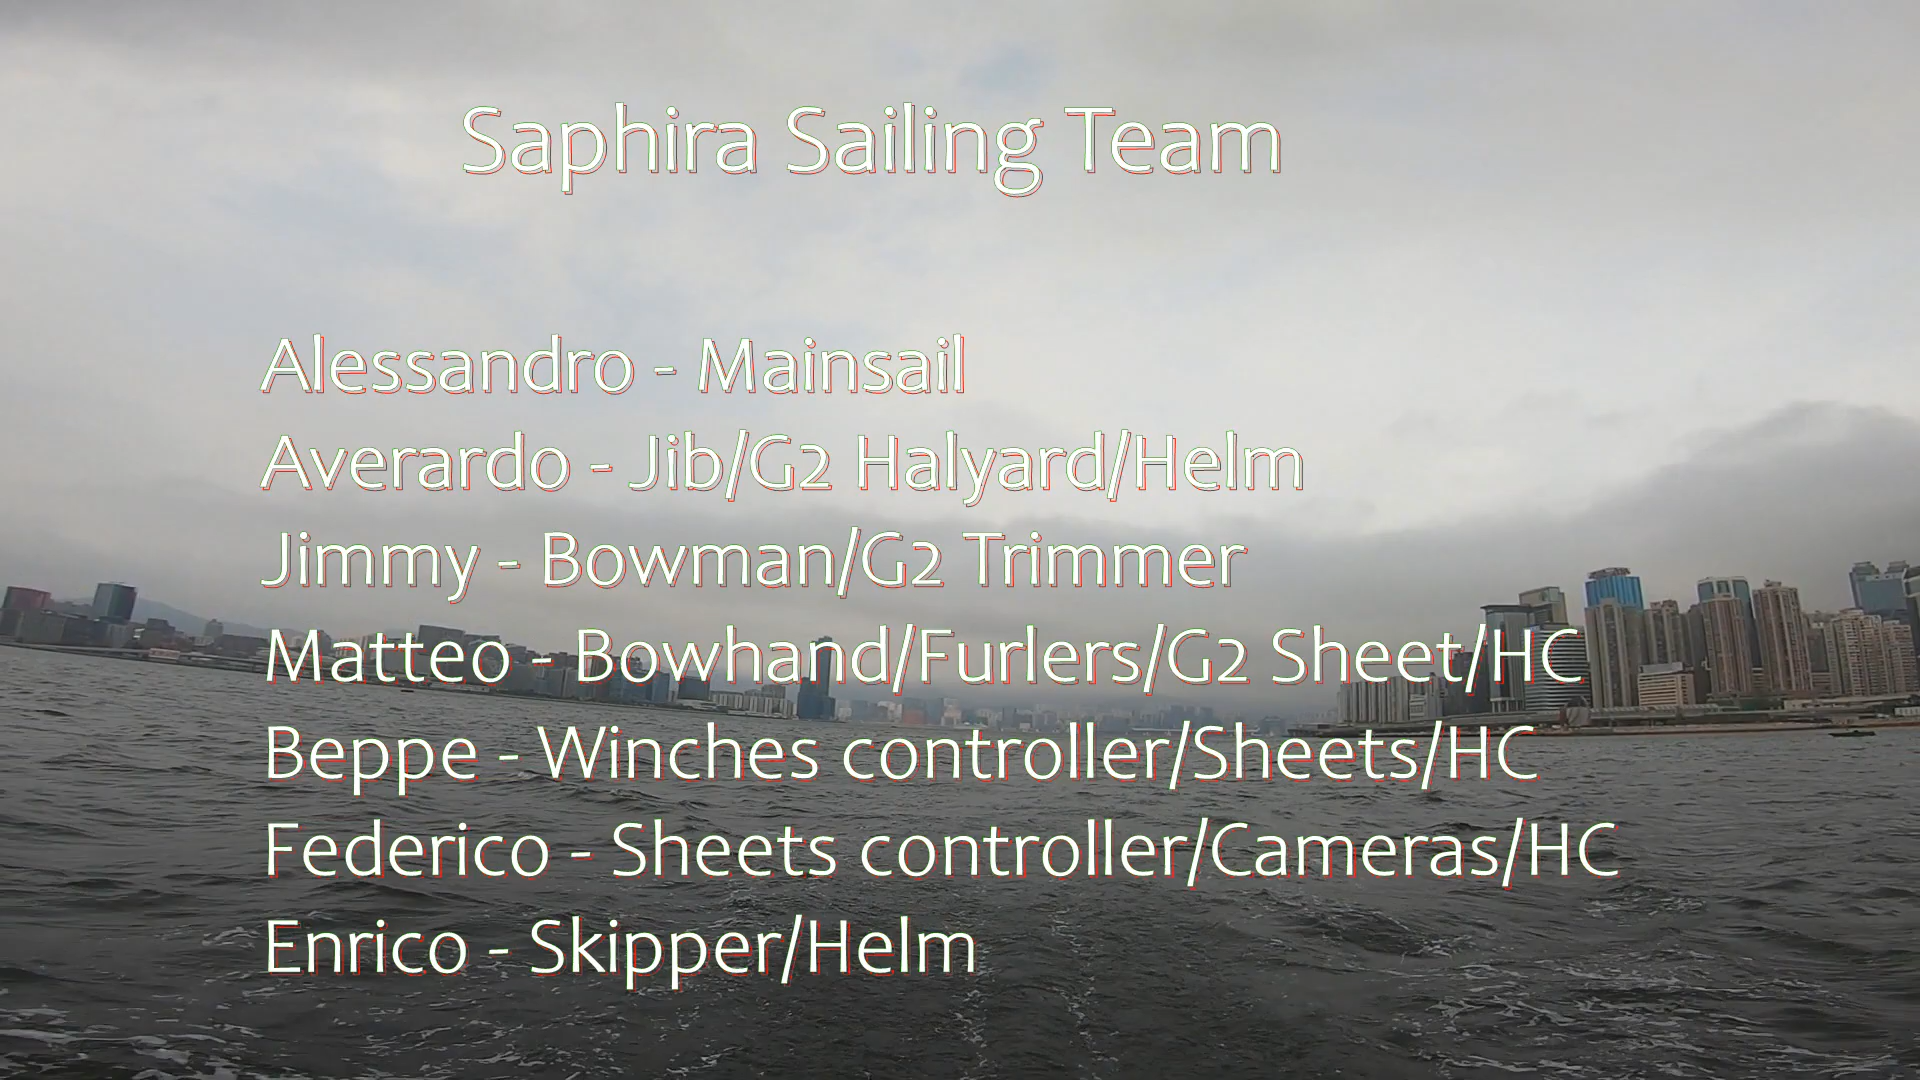 Saphira Sailing Team
Alessandro - Mainsail
Averardo - Jib/G2 Halyard/Helm
Jimmy - Bowman/G2 Trimmer
Matteo - Bowhand/Furlers/G2 Sheet/HC
Beppe - Winches controller/Sheets/HC
Federico - Sheets controller/Cameras/HC
Enrico - Skipper/Helm